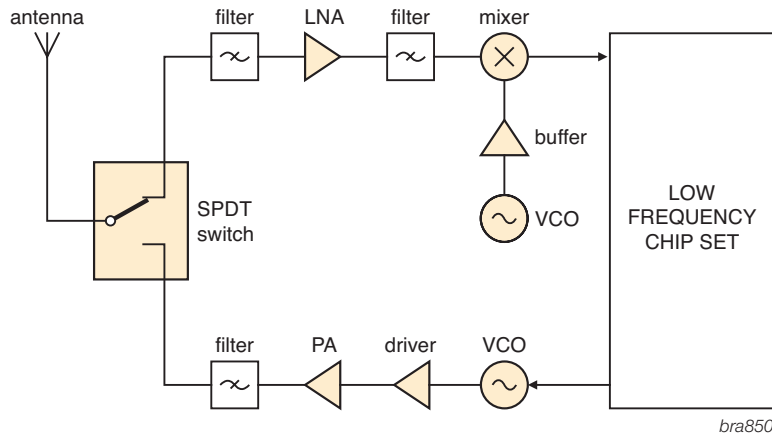 antenna
filter
LNA
filter
mixer
buffer
SPDT
switch
VCO
LOW
FREQUENCY
CHIP SET
filter
PA
driver
VCO
bra850